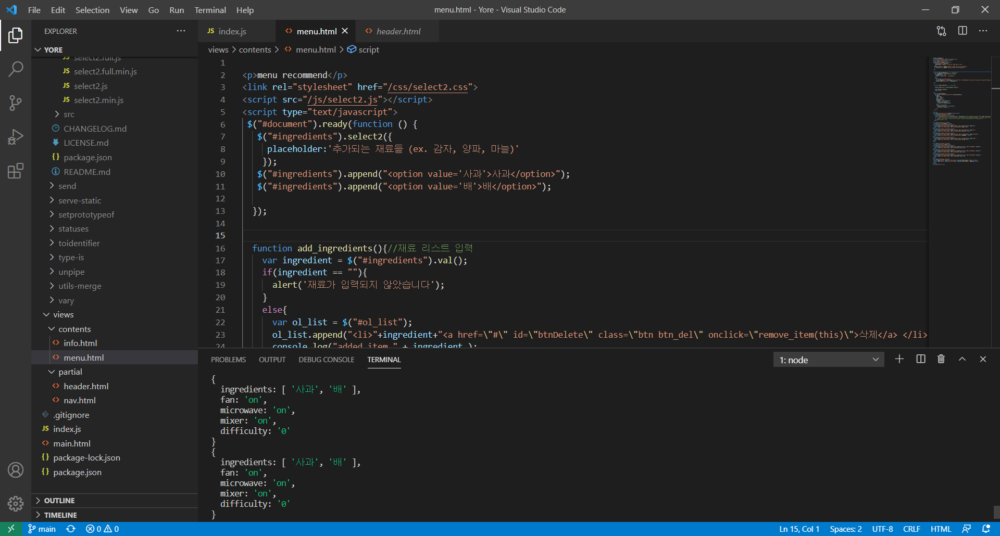 File Edit Selection View Go Run Terminal Help
menu.html - Yore - Visual Studio Code
EXPLORER
YORE
select2.full.js
select2.full.min.js
select2.js
select2.min.js
src
CHANGELOG.md
LICENSE.md
package.json
README.md
send
serve-static
setprototypeof
statuses
toidentifier
type-is
unpipe
utils-merge
vary
views
contents
info.html
menu.html
partial
header.html
nav.html
.gitignore
JS index.js
main.html
{} package-lock.json
{} package.json
OUTLINE
TIMELINE
JS index.js menu.html header.html
views > contents > menu.html > script
1
2 <p>menu recommend</p>
3 <link rel="stylesheet" href="/css/select2.css">
4 <script src="/js/select2.js"></script>
5 <script type="text/javascript">
6 $("#document").ready(function () {
7 $("#ingredients").select2({
8 placeholder:'추가되는 재료들 (ex. 감자, 양파, 마늘)'
9 });
10 $("#ingredients").append("<option value='사과'>사과</option>");
11 $("#ingredients").append("<option value='배'>배</option>");
12
13 });
14
15
16 function add_ingredients(){//재료 리스트 입력
17 var ingredient = $("#ingredients").val();
18 if(ingredient == ""){
19 alert('재료가 입력되지 않았습니다');
20 }
21 else{
22 var ol_list = $("#ol_list");
23 ol_list.append("<li>"+ingredient+"<a href=\"#\" id=\"btnDelete\" class=\"btn btn_del\" onclick=\"remove_item(this)\">삭제</a> </li>
24 console.log("added item " + ingredient );
PROBLEMS OUTPUT DEBUG CONSOLE TERMINAL
1: node
{
ingredients: [ '사과', '배' ],
fan: 'on',
microwave: 'on',
mixer: 'on',
difficulty: '0'
}
{
ingredients: [ '사과', '배' ],
fan: 'on',
microwave: 'on',
mixer: 'on',
difficulty: '0'
}
main 0 0
Ln 15, Col 1 Spaces: 2 UTF-8 CRLF HTML